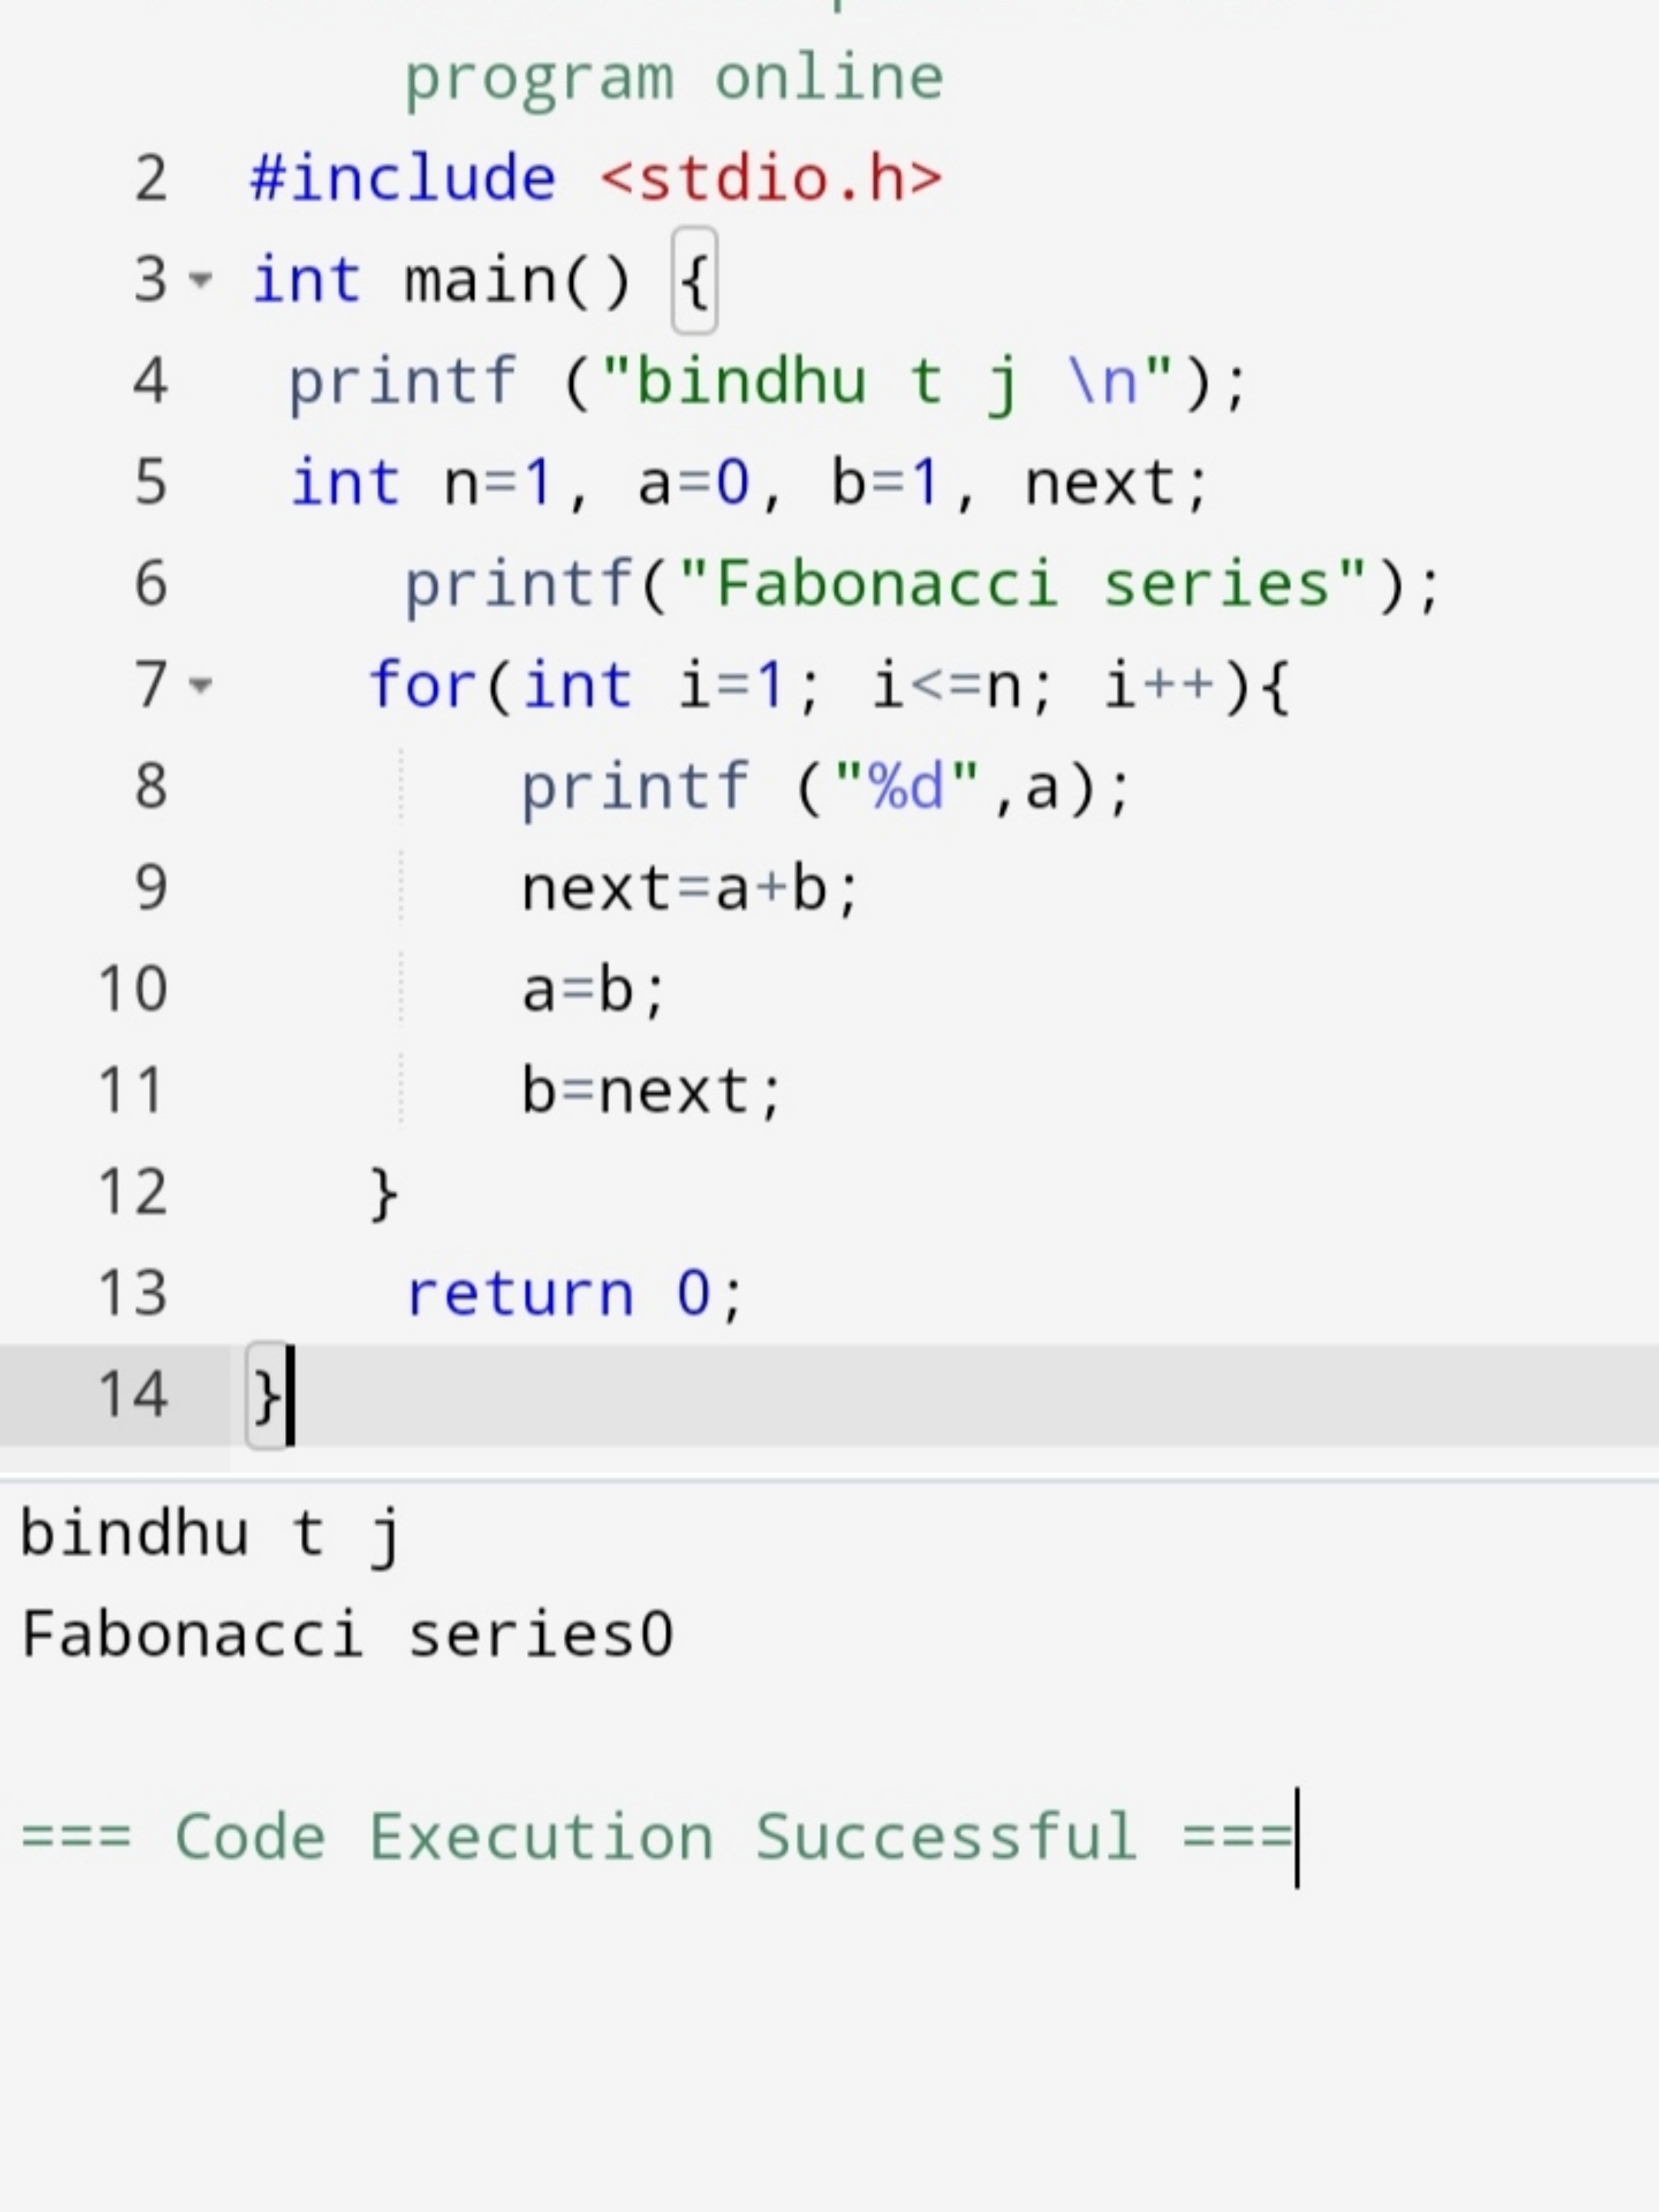 program online
2 #include <stdio.h>
3 int main() {
4 printf ("bindhu t j \n");
5 int n=1, a=0, b=1, next;
6 printf("Fabonacci series");
7 for(int i=1; i<=n; i++){
8 printf ("%d",a);
9 next=a+b;
10 a=b;
11 b=next;
12 }
13 return 0;
14 }
bindhu t j
Fabonacci series0
=== Code Execution Successful ===